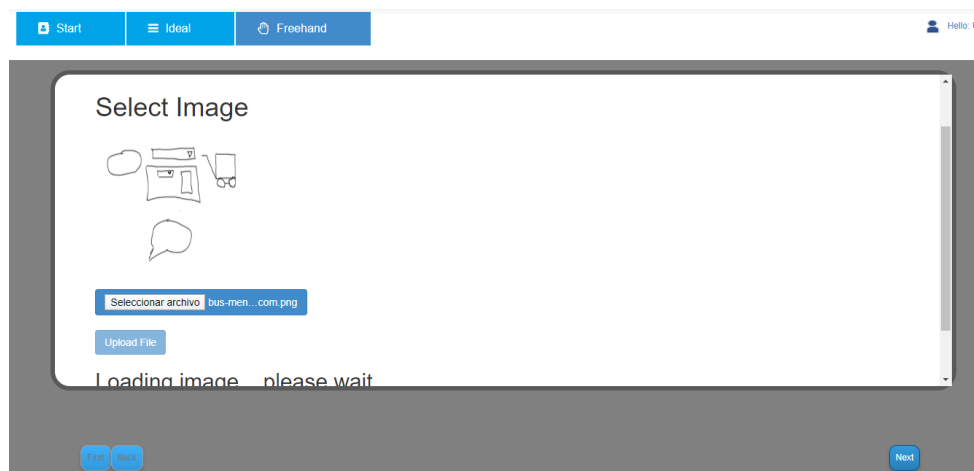 Start
Ideal
Freehand
Hello:
Select Image
Seleccionar archivo bus-men...com.png
Upload File
Loading image... please wait
First
Back
Next